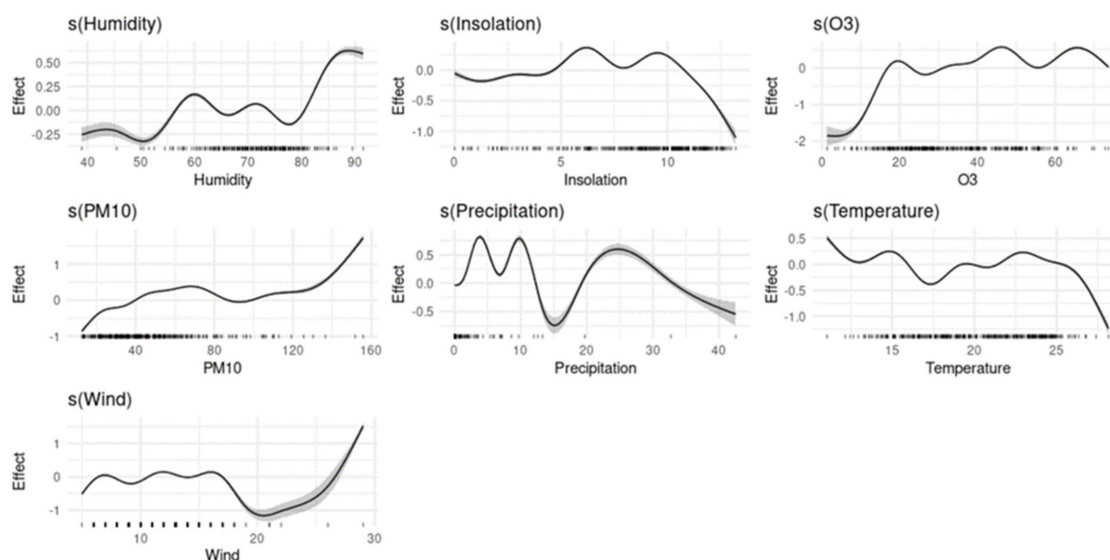 s(Humidity)
Effect
0.50
0.25
0.00
-0.25
40 50 60 70 80 90
Humidity
s(Insolation)
Effect
0.0
-0.5
-1.0
0 5 10
Insolation
s(O3)
Effect
0
-1
-2
0 20 40 60
O3
s(PM10)
Effect
1
0
-1
40 80 120 160
PM10
s(Precipitation)
Effect
0.5
0.0
-0.5
0 10 20 30 40
Precipitation
s(Temperature)
Effect
0.5
0.0
-0.5
-1.0
15 20 25
Temperature
s(Wind)
Effect
1
0
-1
10 20 30
Wind